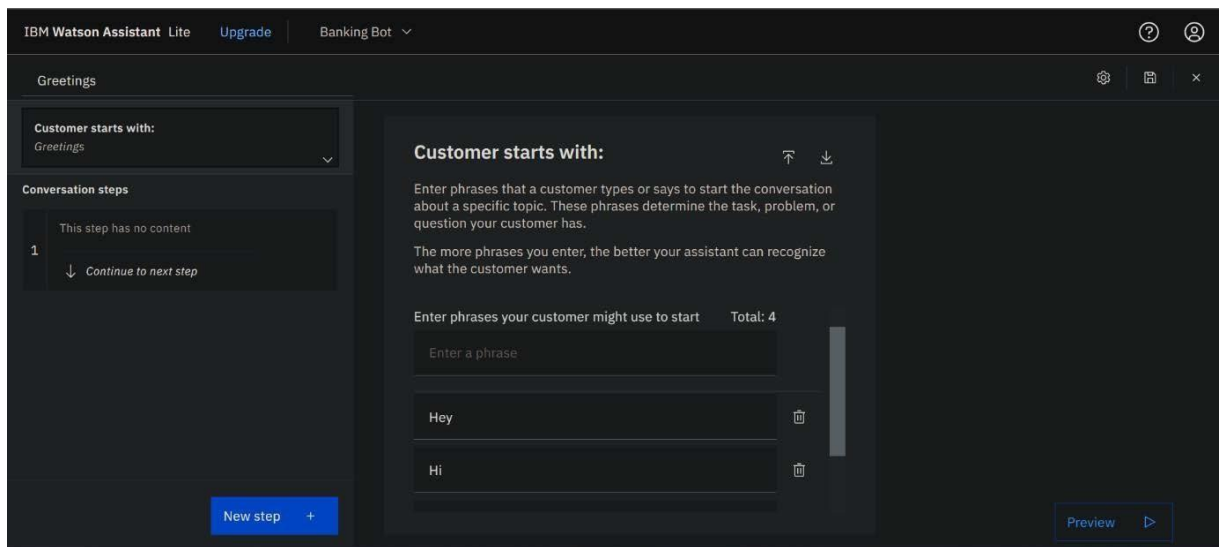 IBM Watson Assistant Lite Upgrade Banking Bot
Greetings
Customer starts with:
Greetings
Conversation steps
1
This step has no content
Continue to next step
New step +
Customer starts with:
Enter phrases that a customer types or says to start the conversation
about a specific topic. These phrases determine the task, problem, or
question your customer has.
The more phrases you enter, the better your assistant can recognize
what the customer wants.
Enter phrases your customer might use to start Total: 4
Enter a phrase
Hey
Hi
Preview